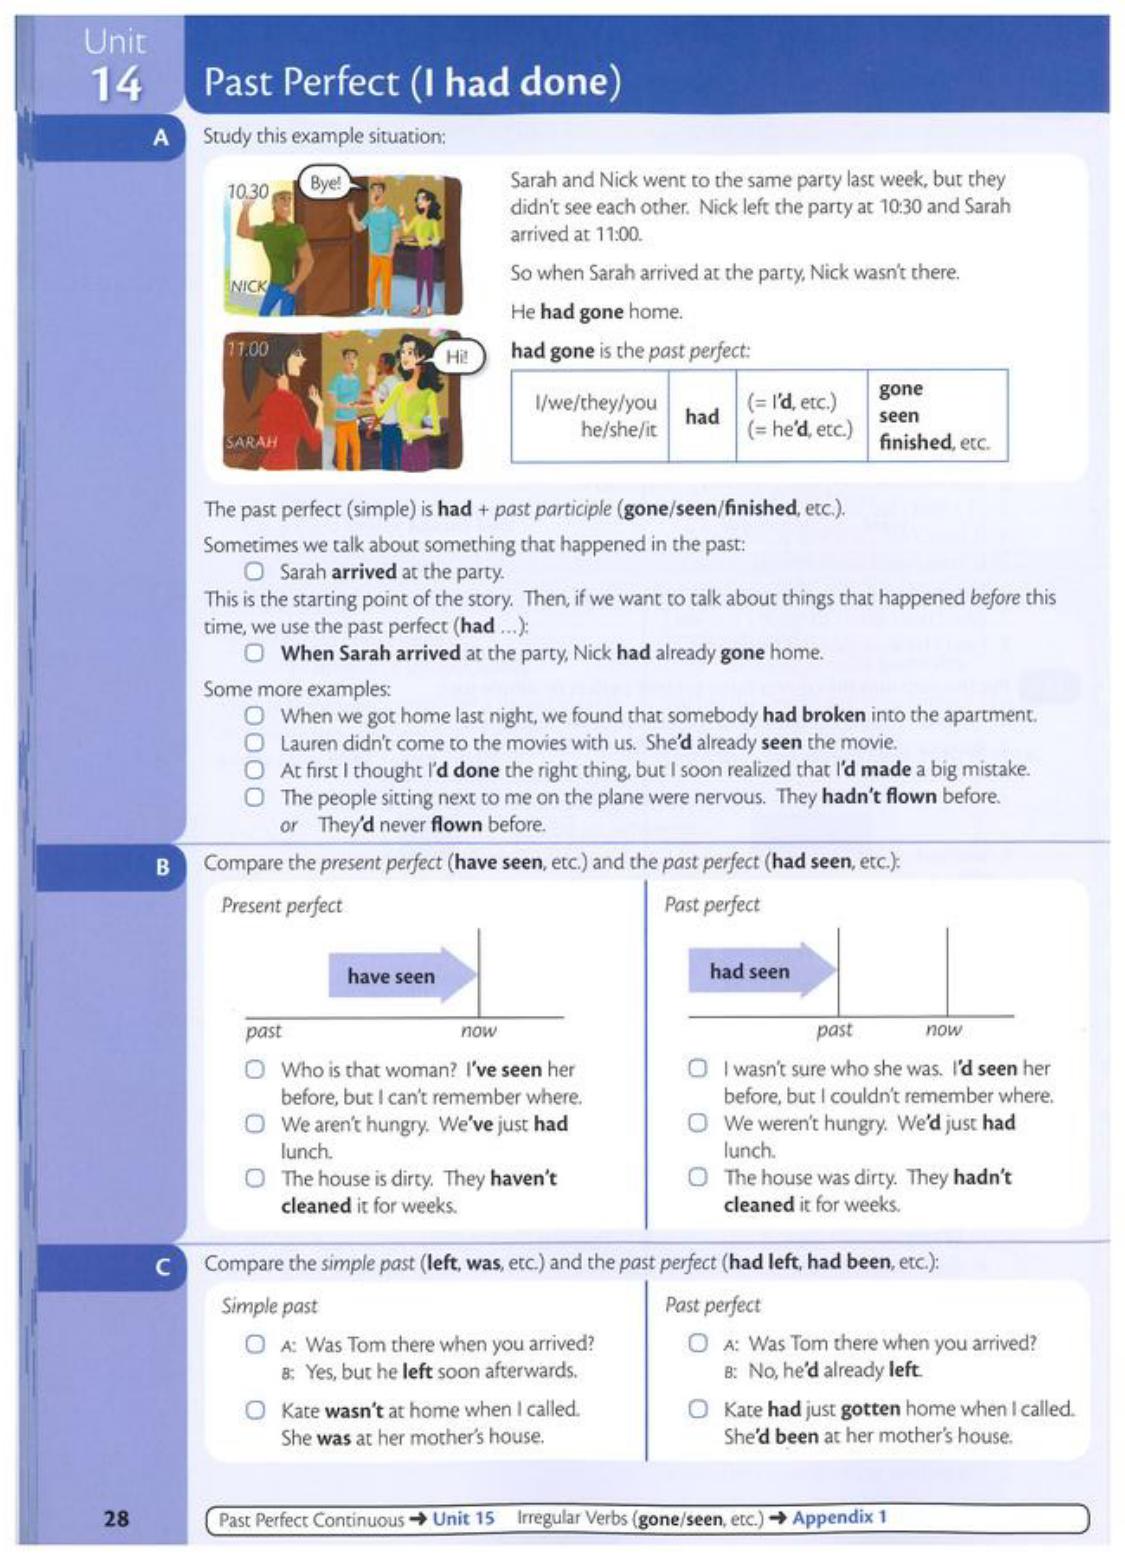 Unit
14
Past Perfect (I had done)
A
Study this example situation:
10.30
Bye!
NICK
11.00
Hi!
SARAH
Sarah and Nick went to the same party last week, but they
didn't see each other. Nick left the party at 10:30 and Sarah
arrived at 11:00.
So when Sarah arrived at the party, Nick wasn't there.
He had gone home.
had gone is the past perfect:
I/we/they/you
he/she/it
had
(= I'd, etc.)
(= he'd, etc.)
gone
seen
finished, etc.
The past perfect (simple) is had + past participle (gone/seen/finished, etc.).
Sometimes we talk about something that happened in the past:
Sarah arrived at the party.
This is the starting point of the story. Then, if we want to talk about things that happened before this
time, we use the past perfect (had ...):
When Sarah arrived at the party, Nick had already gone home.
Some more examples:
When we got home last night, we found that somebody had broken into the apartment.
Lauren didn't come to the movies with us. She'd already seen the movie.
At first I thought I'd done the right thing, but I soon realized that I'd made a big mistake.
The people sitting next to me on the plane were nervous. They hadn't flown before.
or They'd never flown before.
B
Compare the present perfect (have seen, etc.) and the past perfect (had seen, etc.):
Present perfect
have seen
past now
Who is that woman? I've seen her
before, but I can't remember where.
We aren't hungry. We've just had
lunch.
The house is dirty. They haven't
cleaned it for weeks.
Past perfect
had seen
past now
I wasn't sure who she was. I'd seen her
before, but I couldn't remember where.
We weren't hungry. We'd just had
lunch.
The house was dirty. They hadn't
cleaned it for weeks.
C
Compare the simple past (left, was, etc.) and the past perfect (had left, had been, etc.):
Simple past
A: Was Tom there when you arrived?
B: Yes, but he left soon afterwards.
Kate wasn't at home when I called.
She was at her mother's house.
Past perfect
A: Was Tom there when you arrived?
B: No, he'd already left.
Kate had just gotten home when I called.
She'd been at her mother's house.
28
Past Perfect Continuous → Unit 15 Irregular Verbs (gone/seen, etc.) → Appendix 1